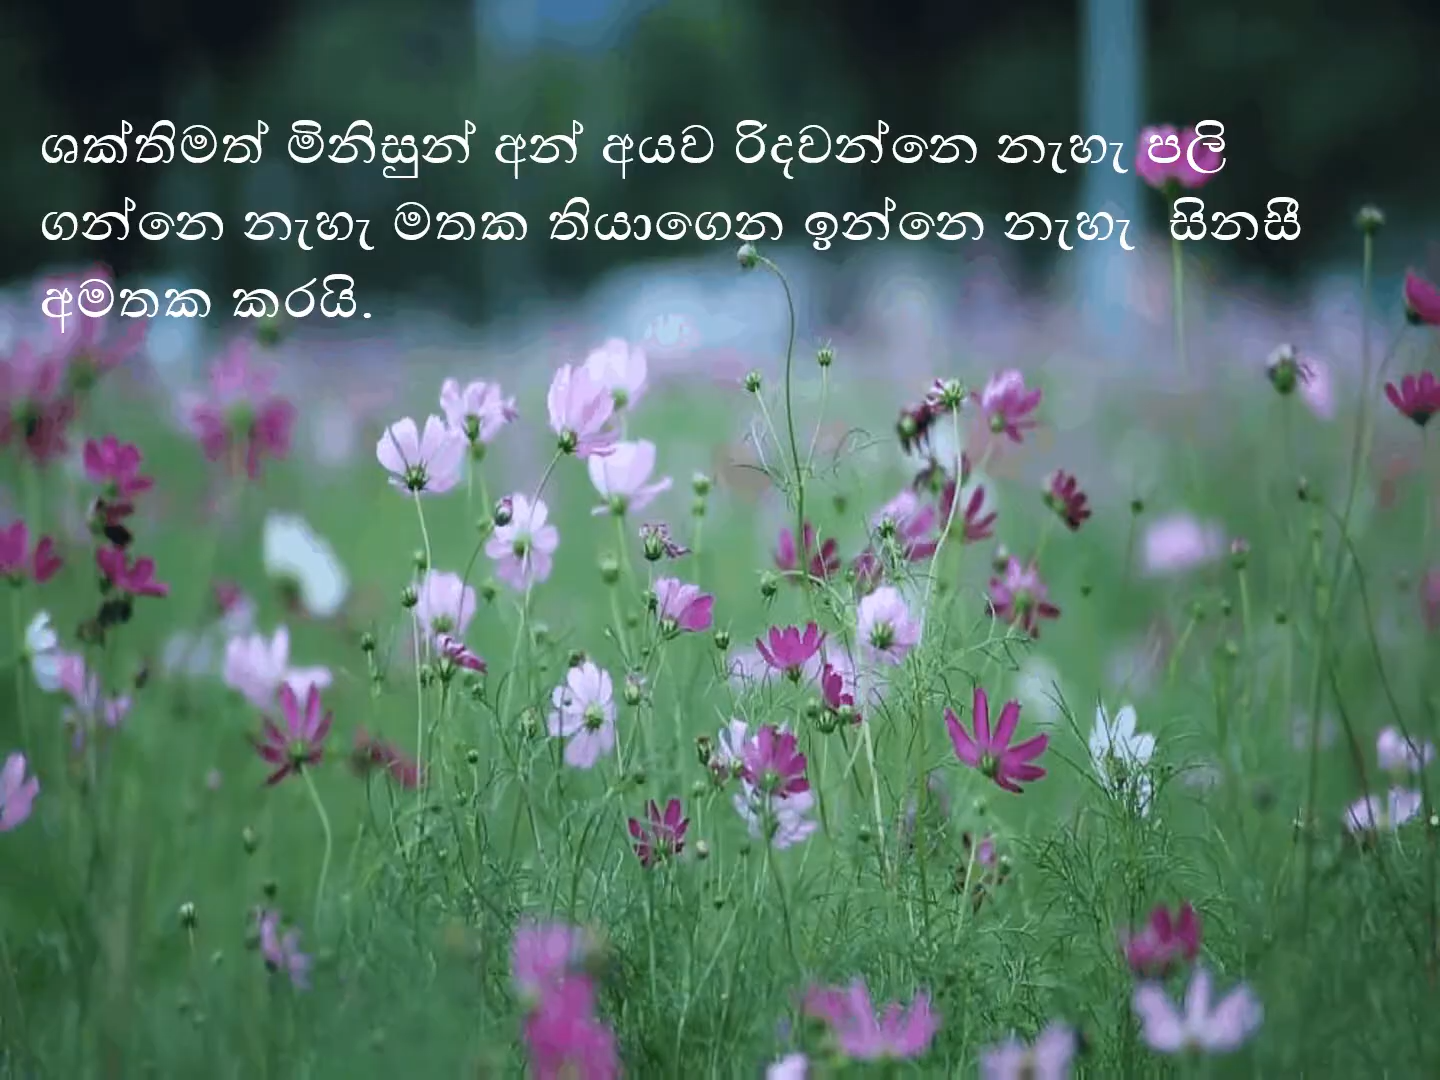 ශක්තිමත් මිනිසුන් අන් අයව රිදවන්නෙ නැහැ පලි
ගන්නෙ නැහැ මතක තියාගෙන ඉන්නෙ නැහැ  සිනසී
අමතක කරයි.